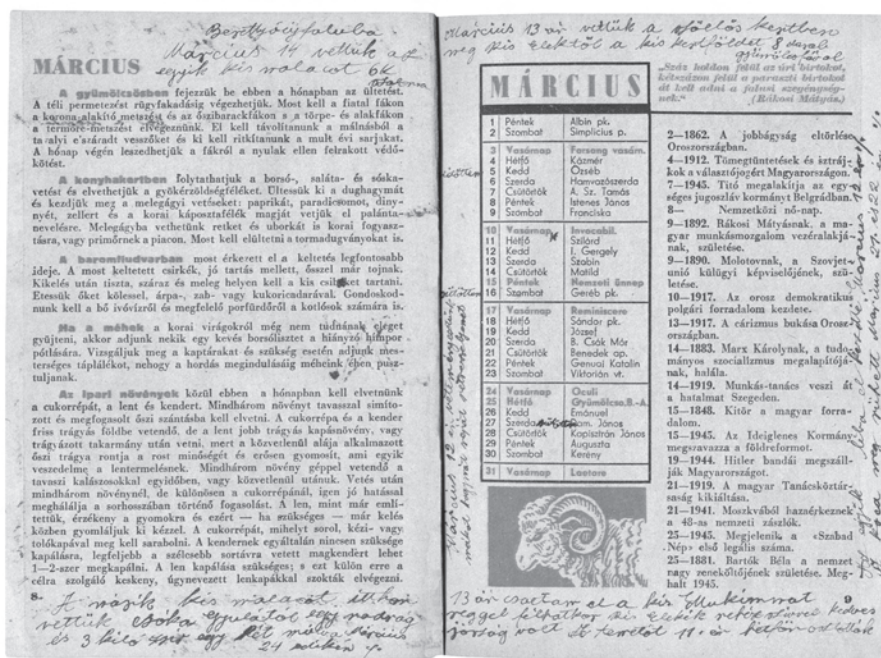 Berettyóújfaluba
Március 14 vettük az
egyik kis malacot 6k
MÁRCIUS
A gyümölcsösben fejezzük be ebben a hónapban az ültetést.
A téli permetezést rügyfakadásig végezhetjük. Most kell a fiatal fákon
a korona-alakító metszést és az őszibarackfákon s a törpe- és alakfákon
a termőre-metszést elvégeznünk. El kell távolítanunk a málnásból a
tavalyi elszáradt vesszőket és ki kell ritkítanunk a mult évi sarjakat.
A hónap végén leszedhetjük a fákról a nyulak ellen felrakott védő-
kötést.
A konyhakertben folytathatjuk a borsó-, saláta- és sóska-
vetést és elvethetjük a gyökérzöldségféléket. Ültessük ki a dughagymát
és kezdjük meg a melegágyi vetéseket: paprikát, paradicsomot, diny-
nyét, zellert és a korai káposztafélék magját vetjük el palánta-
nevelésre. Melegágyba vethetünk retket és uborkát is korai fogyasz-
tásra, vagy primőrnek a piacon. Most kell elültetni a tormadugványokat is.
A baromfiudvarban most érkezett el a keltetés legfontosabb
ideje. A most keltetett csirkék, jó tartás mellett, ősszel már tojnak.
Kikelés után tiszta, száraz és meleg helyen kell a kis csibéket tartani.
Etessük őket kölessel, árpa-, zab- vagy kukoricadarával. Gondoskod-
nunk kell a bő ivóvízről és megfelelő porfürdőről a kotlósok számára is.
Ha a méhek a korai virágokról még nem tudnának eleget
gyűjteni, akkor adjunk nekik egy kevés borsólisztet a hiányzó hímpor
pótlására. Vizsgáljuk meg a kaptárakat és szükség esetén adjunk mes-
terséges táplálékot, nehogy a hordás megindulásáig méheink éhen pusz-
tuljanak.
Az ipari növények közül ebben a hónapban kell elvetnünk
a cukorrépát, a lent és kendert. Mindhárom növényt tavasszal simíto-
zott és megfogasolt őszi szántásba kell elvetni. A cukorrépa és a kender
friss trágyás földbe vetendő, de a lent jobb trágyás kapásnövény, vagy
trágyázott takarmány után vetni, mert a közvetlenül alája alkalmazott
őszi trágya rontja a rost minőségét és erősen gyomosít, ami egyik
veszedelme a lentermelésnek. Mindhárom növény géppel vetendő a
tavaszi kalászosokkal egyidőben, vagy közvetlenül utánuk. Vetés után
mindhárom növénynél, de különösen a cukorrépánál, igen jó hatással
meghálálja a sorhosszában történő fogasolást. A len, mint már emlí-
tettük, érzékeny a gyomokra és ezért — ha szükséges — már kelés
közben gyomláljuk ki kézzel. A cukorrépát, mihelyt sorol, kézi- vagy
tolókapával meg kell sarabolni. A kendernek egyáltalán nincsen szüksége
kapálásra, legfeljebb a szélesebb sortávra vetett magkendert lehet
1—2-szer megkapálni. A len kapálása szükséges; s ezt külön erre a
célra szolgáló keskeny, úgynevezett lenkapákkal szokták elvégezni.
8
A másik kis malacot itthon
vettük Csóka
és 3 kiló
24
Március 13 án vettük a szőlős kertben
meg kis Elektől a kis kertföldet 8 darab
gyümölcsfával
MÁRCIUS
1 Péntek Albin pk.
2 Szombat Simplicius p.
3 Vasárnap Farsang vasárn.
4 Hétfő Kázmér
5 Kedd Özséb
6 Szerda Hamvazószerda
7 Csütörtök A. Sz. Tamás
8 Péntek Istenes János
9 Szombat Franciska
10 Vasárnap Invocabit.
11 Hétfő Szilárd
12 Kedd I. Gergely
13 Szerda Szabin
14 Csütörtök Matild
15 Péntek Nemzeti ünnep
16 Szombat Geréb pk.
17 Vasárnap Reminiscere
18 Hétfő Sándor pk.
19 Kedd József
20 Szerda B. Csák Mór
21 Csütörtök Benedek ap.
22 Péntek Genuai Katalin
23 Szombat Viktorián vt.
24 Vasárnap Oculi
25 Hétfő Gyümölcso.B.-A.
26 Kedd Emánuel
27 Szerda Dam. János
28 Csütörtök Kapisztrán János
29 Péntek Auguszta
30 Szombat Kerény
31 Vasárnap Laetare
„Száz holdon felül az úri birtokot,
kétszázon felül a paraszti birtokot
át kell adni a falusi szegénység-
nek.“
(Rákosi Mátyás.)
2—1862. A jobbágyság eltörlése
Oroszországban.
4—1912. Tömegtüntetések és sztráj-
kok a választójogért Magyarországon.
7—1945. Titó megalakítja az egy-
séges jugoszláv kormányt Belgrádban.
8— Nemzetközi nő-nap.
9—1892. Rákosi Mátyásnak, a ma-
gyar munkásmozgalom vezéralakjá-
nak, születése.
9—1890. Molotovnak, a Szovjet-
unió külügyi képviselőjének, szü-
letése.
10—1917. Az orosz demokratikus
polgári forradalom kezdete.
13—1917. A cárizmus bukása Orosz-
országban.
14—1883. Marx Károlynak, a tudo-
mányos szocializmus megalapítójá-
nak, halála.
14—1919. Munkás-tanács veszi át
a hatalmat Szegeden.
15—1848. Kitör a magyar forra-
dalom.
15—1945. Az Ideiglenes Kormány
megszavazza a földreformot.
19—1944. Hitler bandái megszáll-
ják Magyarországot.
21—1919. A magyar Tanácsköztár-
saság kikiáltása.
21—1941. Moszkvából hazaérkeznek
a 48-as nemzeti zászlók.
25—1945. Megjelenik a «Szabad
Nép» első legális száma.
25—1881. Bartók Béla a nemzet
nagy zeneköltőjének születése. Meg-
halt 1945.
9